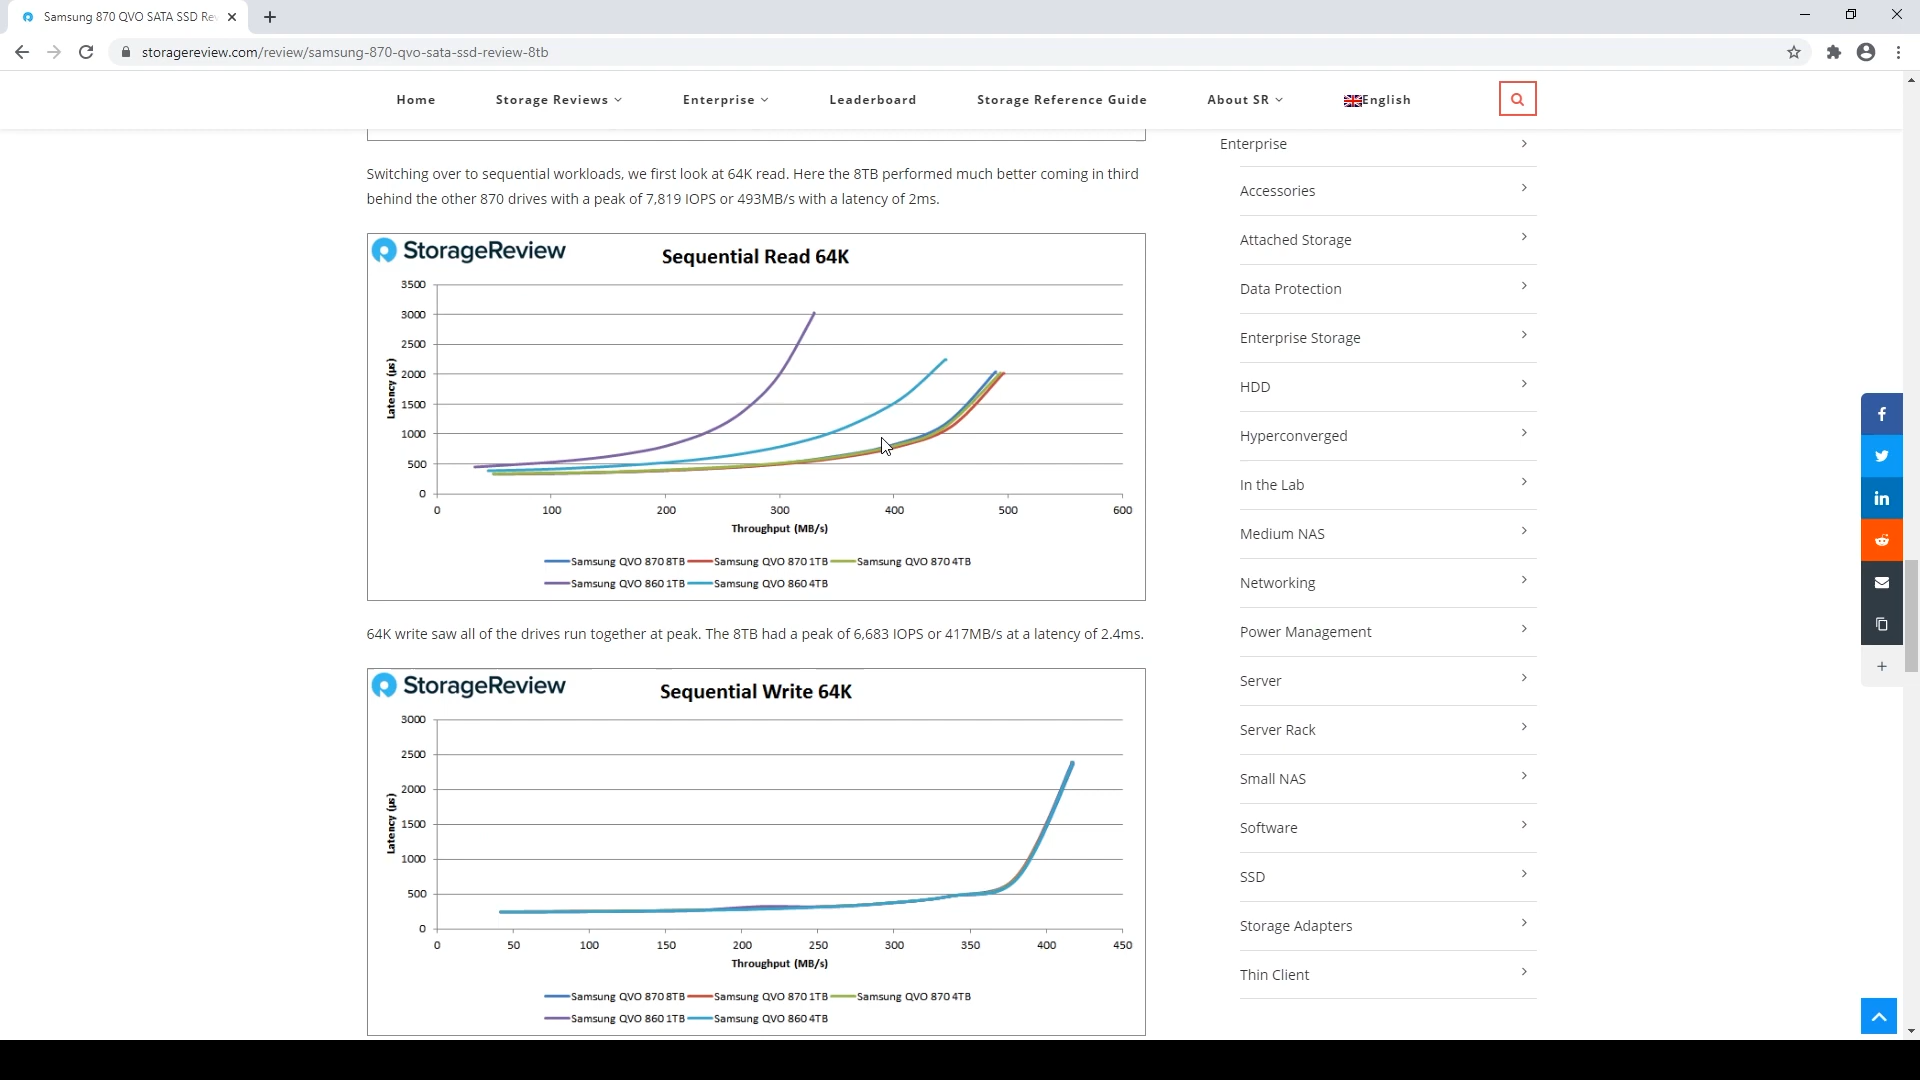 Samsung 870 QVO SATA SSD Re
storagereview.com/review/samsung-870-qvo-sata-ssd-review-8tb
Home Storage Reviews Enterprise Leaderboard Storage Reference Guide About SR English
Switching over to sequential workloads, we first look at 64K read. Here the 8TB performed much better coming in third
behind the other 870 drives with a peak of 7,819 IOPS or 493MB/s with a latency of 2ms.
StorageReview
Sequential Read 64K
3500
3000
2500
2000
1500
1000
500
0
Latency (µs)
0 100 200 300 400 500 600
Throughput (MB/s)
Samsung QVO 870 8TB Samsung QVO 870 1TB Samsung QVO 870 4TB
Samsung QVO 860 1TB Samsung QVO 860 4TB
64K write saw all of the drives run together at peak. The 8TB had a peak of 6,683 IOPS or 417MB/s at a latency of 2.4ms.
StorageReview
Sequential Write 64K
3000
2500
2000
1500
1000
500
0
Latency (µs)
0 50 100 150 200 250 300 350 400 450
Throughput (MB/s)
Samsung QVO 870 8TB Samsung QVO 870 1TB Samsung QVO 870 4TB
Samsung QVO 860 1TB Samsung QVO 860 4TB
Enterprise
Accessories
Attached Storage
Data Protection
Enterprise Storage
HDD
Hyperconverged
In the Lab
Medium NAS
Networking
Power Management
Server
Server Rack
Small NAS
Software
SSD
Storage Adapters
Thin Client